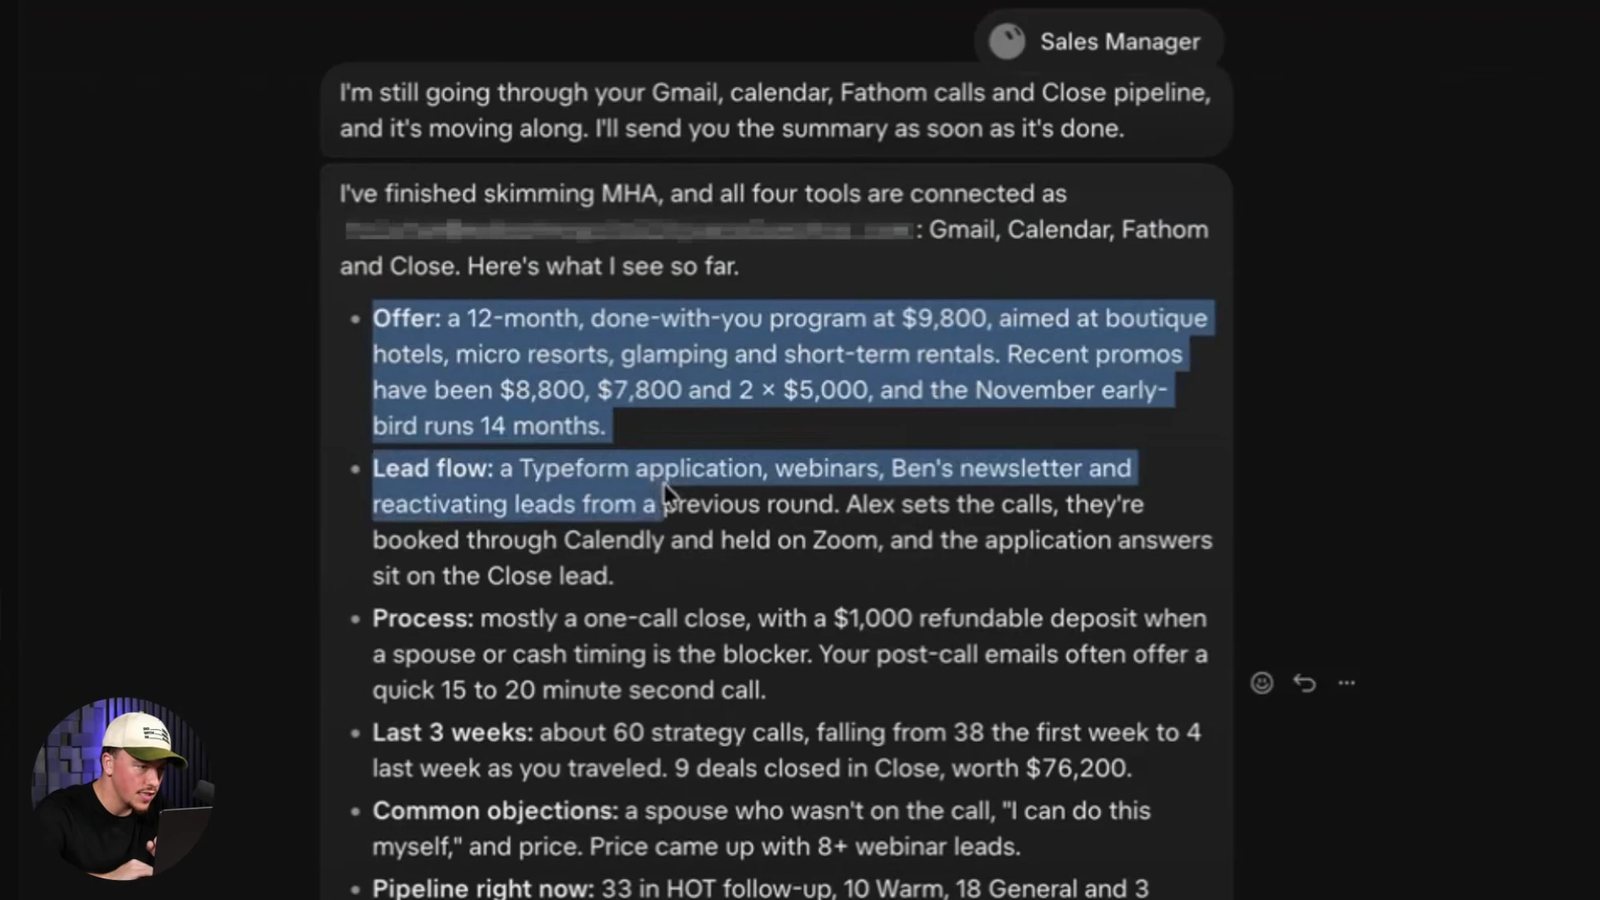 Sales Manager
I'm still going through your Gmail, calendar, Fathom calls and Close pipeline,
and it's moving along. I'll send you the summary as soon as it's done.
I've finished skimming MHA, and all four tools are connected as
: Gmail, Calendar, Fathom
and Close. Here's what I see so far.
• Offer: a 12-month, done-with-you program at $9,800, aimed at boutique
hotels, micro resorts, glamping and short-term rentals. Recent promos
have been $8,800, $7,800 and 2 × $5,000, and the November early-
bird runs 14 months.
• Lead flow: a Typeform application, webinars, Ben's newsletter and
reactivating leads from a previous round. Alex sets the calls, they're
booked through Calendly and held on Zoom, and the application answers
sit on the Close lead.
• Process: mostly a one-call close, with a $1,000 refundable deposit when
a spouse or cash timing is the blocker. Your post-call emails often offer a
quick 15 to 20 minute second call.
• Last 3 weeks: about 60 strategy calls, falling from 38 the first week to 4
last week as you traveled. 9 deals closed in Close, worth $76,200.
• Common objections: a spouse who wasn't on the call, "I can do this
myself," and price. Price came up with 8+ webinar leads.
• Pipeline right now: 33 in HOT follow-up, 10 Warm, 18 General and 3